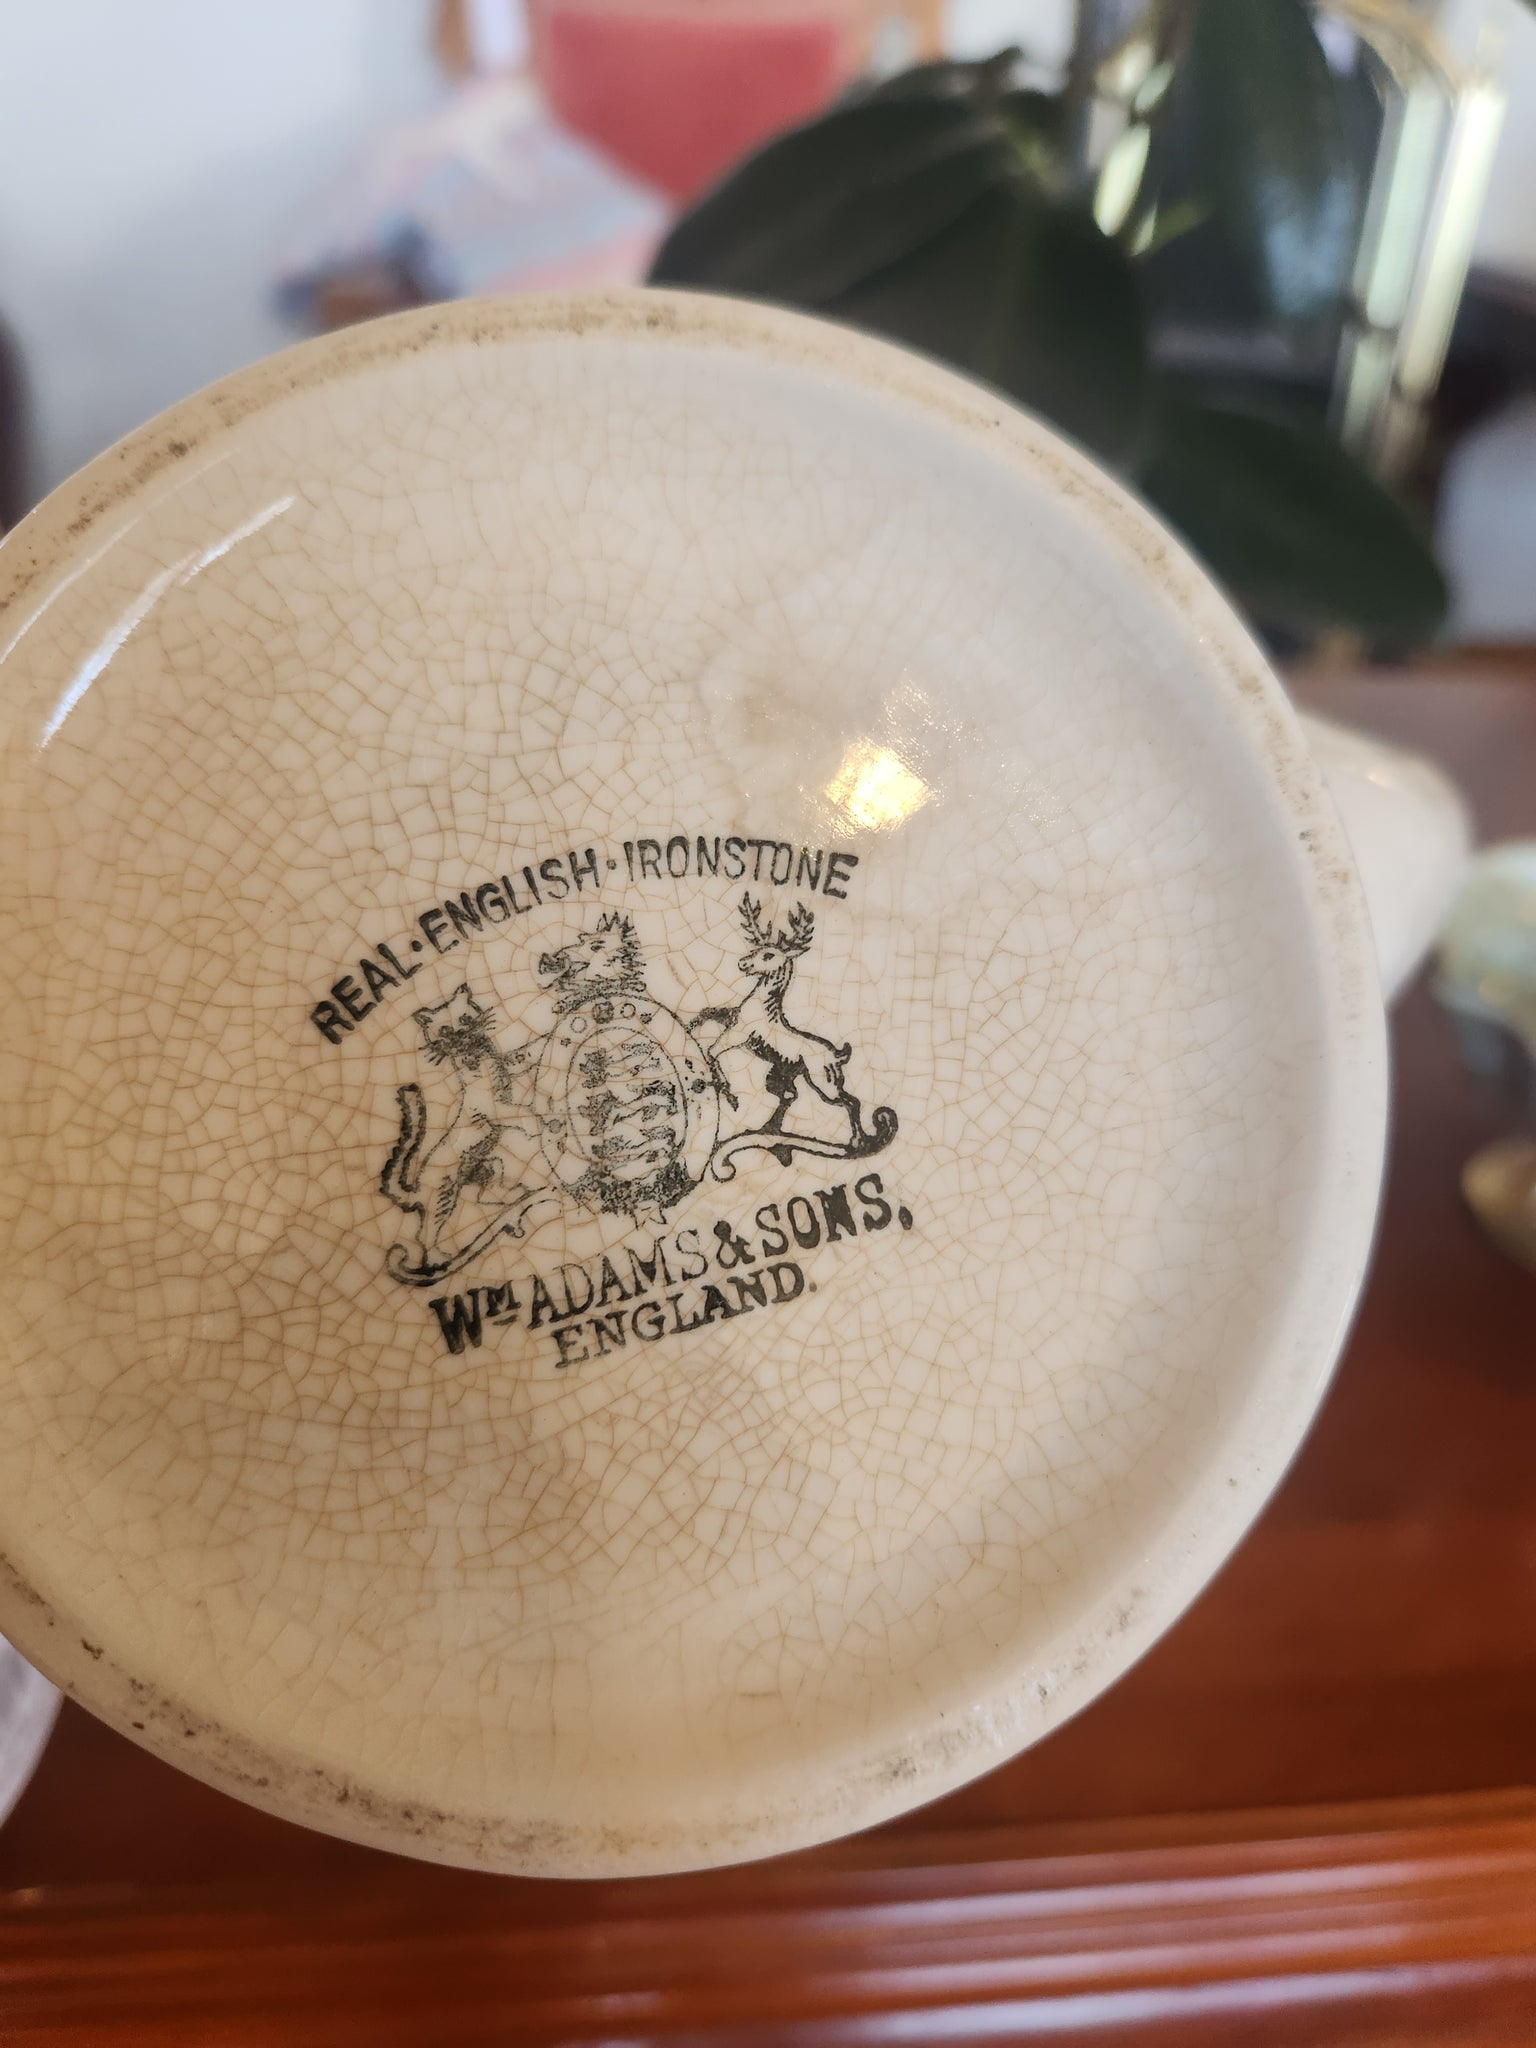 REAL·ENGLISH·IRONSTONE
Wᴹ ADAMS & SONS.
ENGLAND.